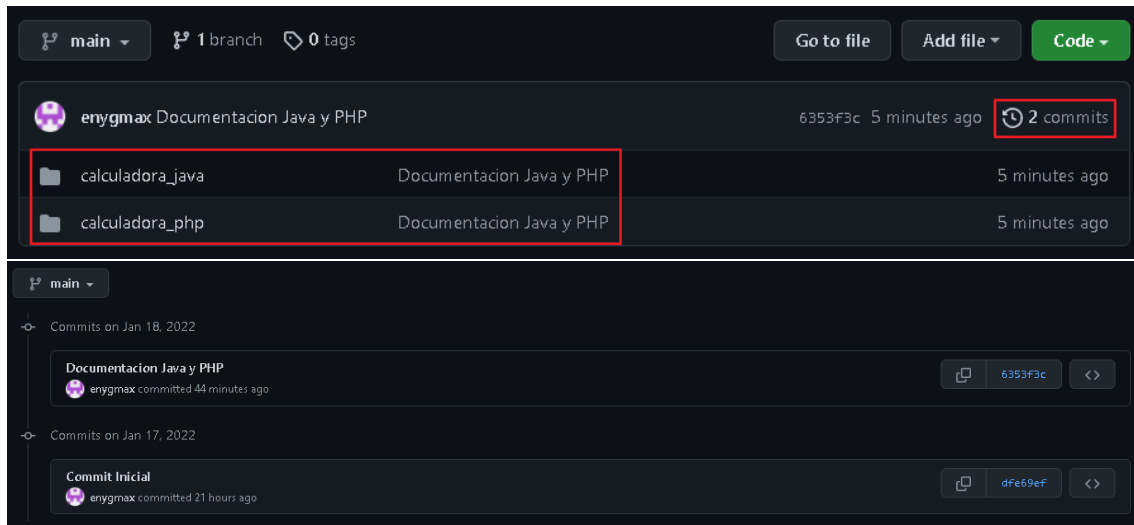 main 1 branch 0 tags Go to file Add file Code
enygmax Documentacion Java y PHP 6353f3c 5 minutes ago 2 commits
calculadora_java Documentacion Java y PHP 5 minutes ago
calculadora_php Documentacion Java y PHP 5 minutes ago
main
Commits on Jan 18, 2022
Documentacion Java y PHP
6353f3c <>
enygmax committed 44 minutes ago
Commits on Jan 17, 2022
Commit Inicial
dfe69ef <>
enygmax committed 21 hours ago